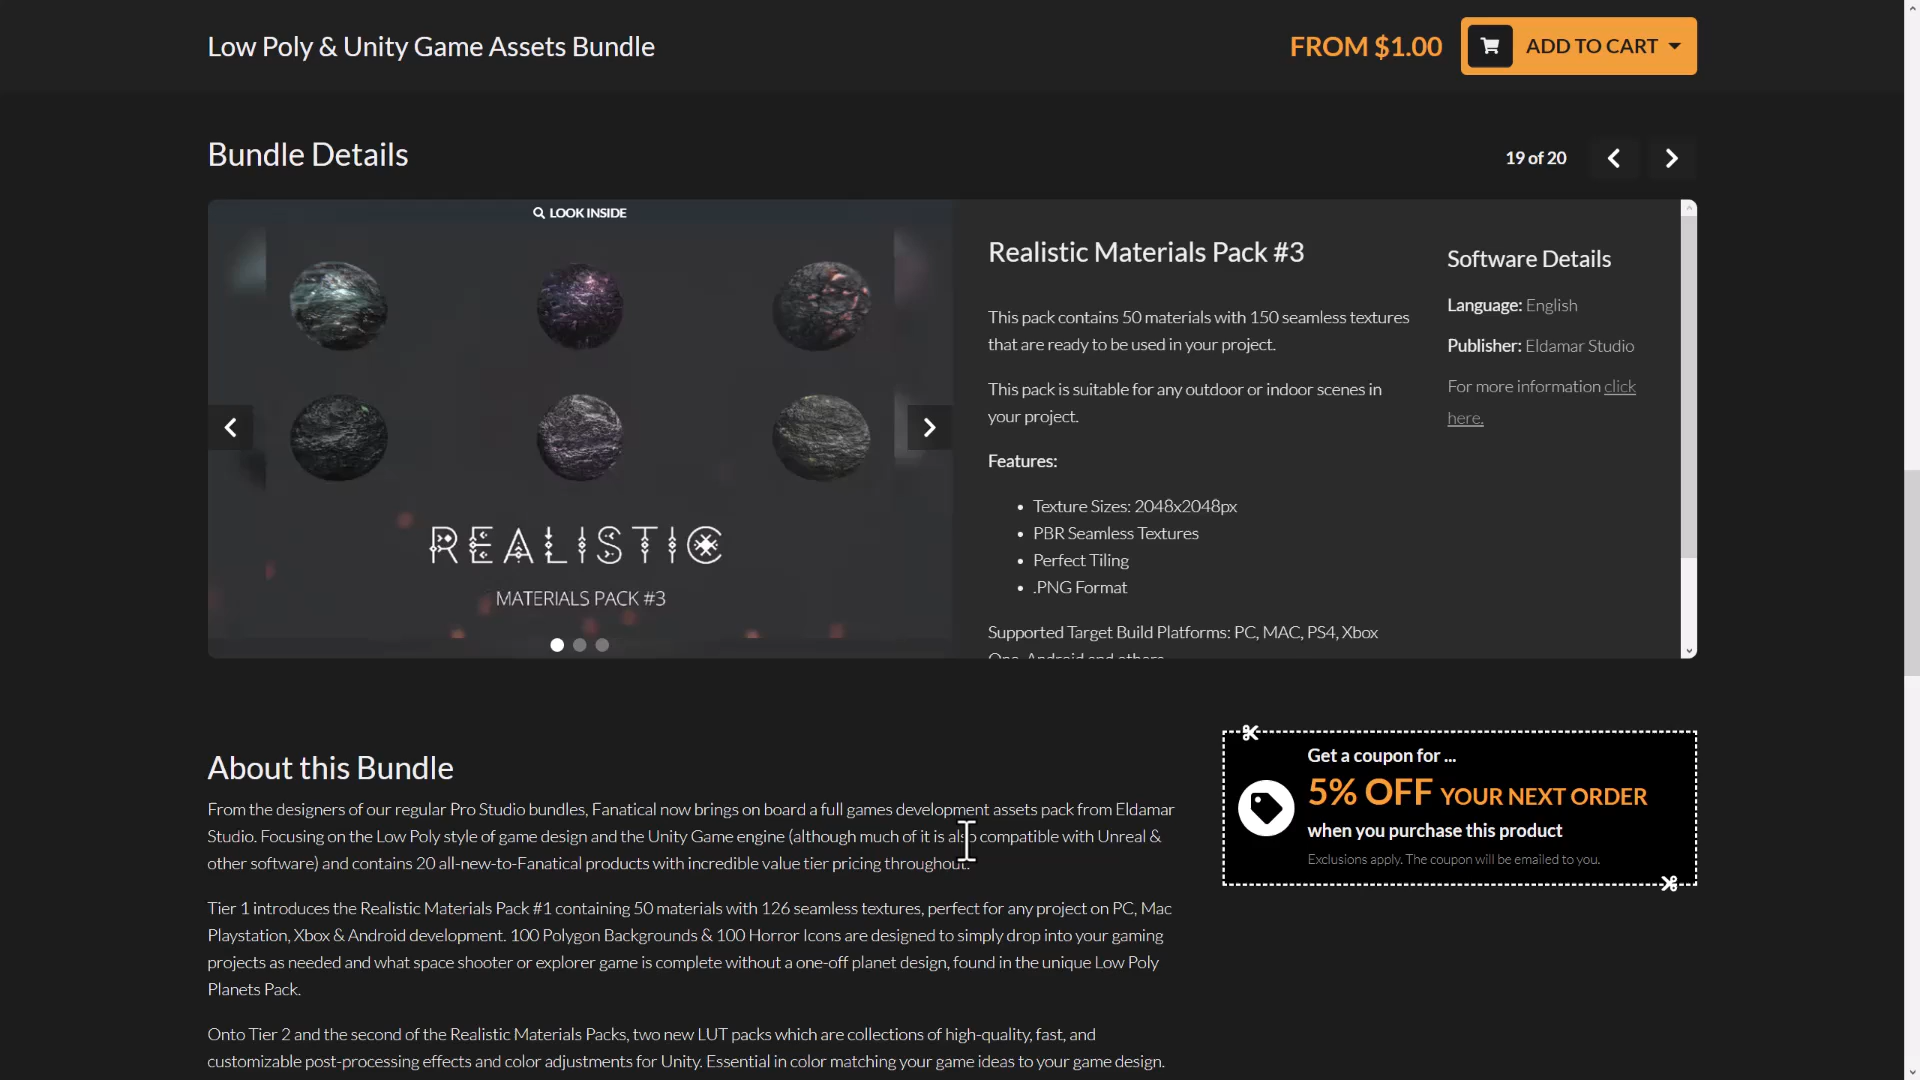 Low Poly & Unity Game Assets Bundle
FROM $1.00
ADD TO CART
Bundle Details
19 of 20
LOOK INSIDE
REALISTIC
MATERIALS PACK #3
Realistic Materials Pack #3
This pack contains 50 materials with 150 seamless textures
that are ready to be used in your project.
This pack is suitable for any outdoor or indoor scenes in
your project.
Features:
• Texture Sizes: 2048x2048px
• PBR Seamless Textures
• Perfect Tiling
• .PNG Format
Supported Target Build Platforms: PC, MAC, PS4, Xbox
One, Android and others
Software Details
Language: English
Publisher: Eldamar Studio
For more information click
here.
About this Bundle
From the designers of our regular Pro Studio bundles, Fanatical now brings on board a full games development assets pack from Eldamar
Studio. Focusing on the Low Poly style of game design and the Unity Game engine (although much of it is also compatible with Unreal &
other software) and contains 20 all-new-to-Fanatical products with incredible value tier pricing throughout.
Tier 1 introduces the Realistic Materials Pack #1 containing 50 materials with 126 seamless textures, perfect for any project on PC, Mac
Playstation, Xbox & Android development. 100 Polygon Backgrounds & 100 Horror Icons are designed to simply drop into your gaming
projects as needed and what space shooter or explorer game is complete without a one-off planet design, found in the unique Low Poly
Planets Pack.
Onto Tier 2 and the second of the Realistic Materials Packs, two new LUT packs which are collections of high-quality, fast, and
customizable post-processing effects and color adjustments for Unity. Essential in color matching your game ideas to your game design.
Get a coupon for ...
5% OFF YOUR NEXT ORDER
when you purchase this product
Exclusions apply. The coupon will be emailed to you.